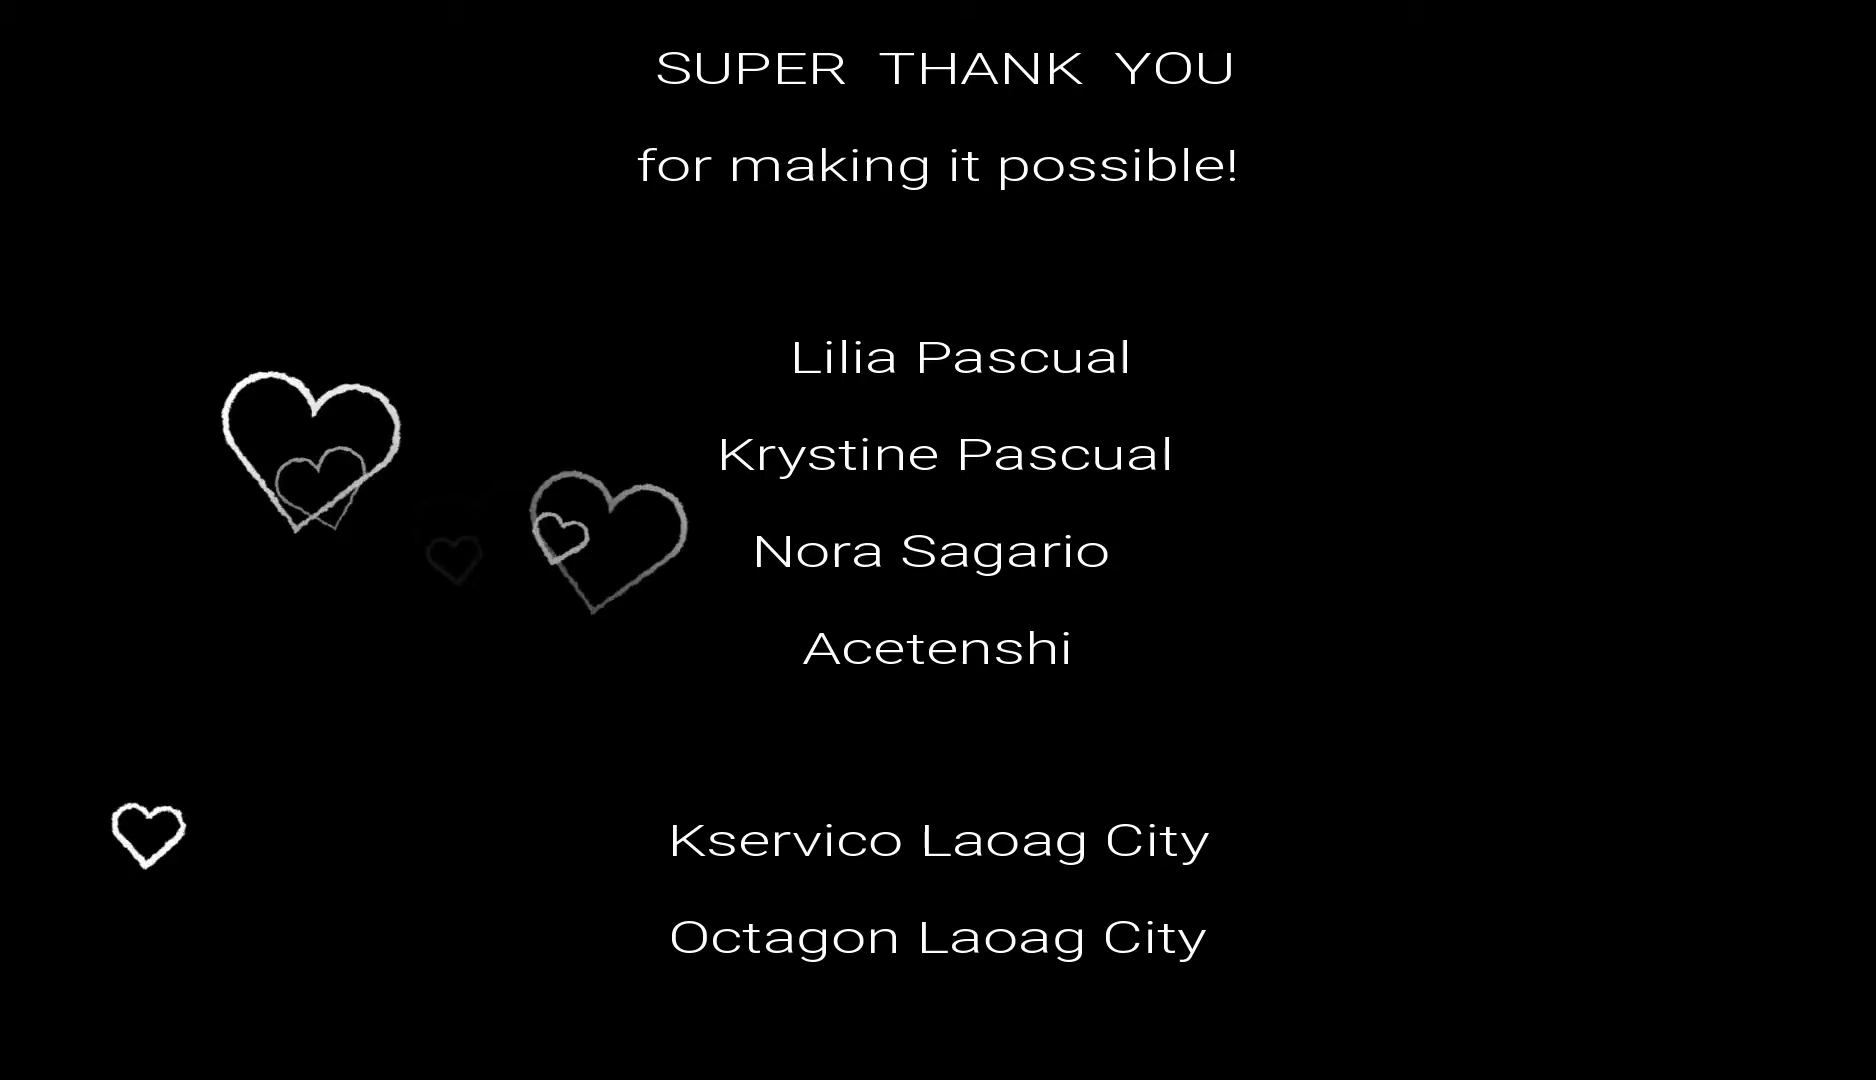 SUPER THANK YOU
for making it possible!
Lilia Pascual
Krystine Pascual
Nora Sagario
Acetenshi
Kservico Laoag City
Octagon Laoag City